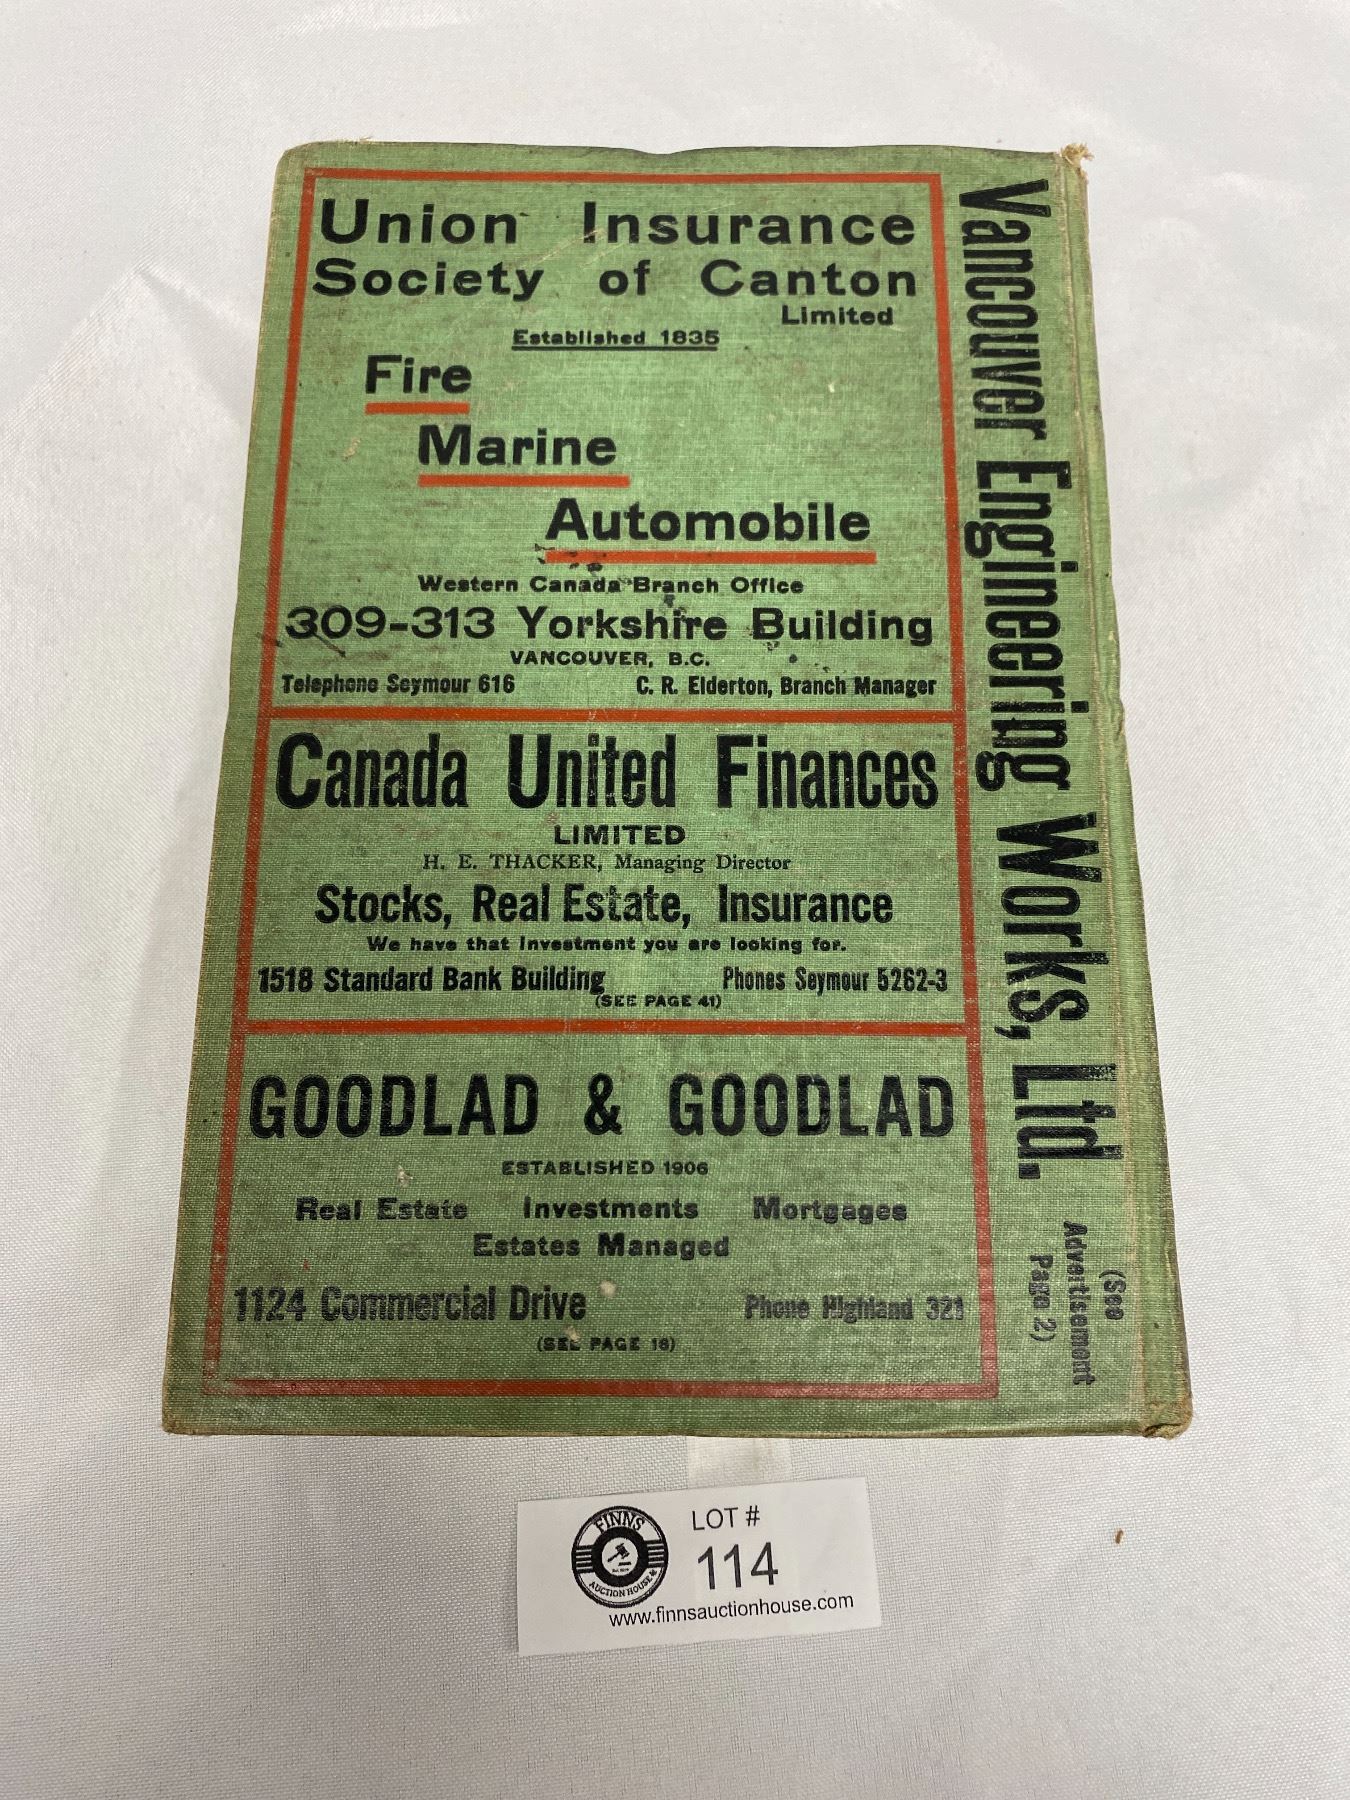 Union Insurance
Society of Canton
Limited
Established 1835
Fire
Marine
Automobile
Western Canada Branch Office
309-313 Yorkshire Building
VANCOUVER, B.C.
Telephone Seymour 616 C. R. Elderton, Branch Manager
Canada United Finances
LIMITED
H. E. THACKER, Managing Director
Stocks, Real Estate, Insurance
We have that Investment you are looking for.
1518 Standard Bank Building Phones Seymour 5262-3
(SEE PAGE 41)
GOODLAD & GOODLAD
ESTABLISHED 1906
Real Estate Investments Mortgages
Estates Managed
1124 Commercial Drive Phone Highland 321
(SEE PAGE 16)
Vancouver Engineering Works, Ltd.
(See
Advertisement
Page 2)
FINNS
AUCTION HOUSE
LOT #
114
www.finnsauctionhouse.com